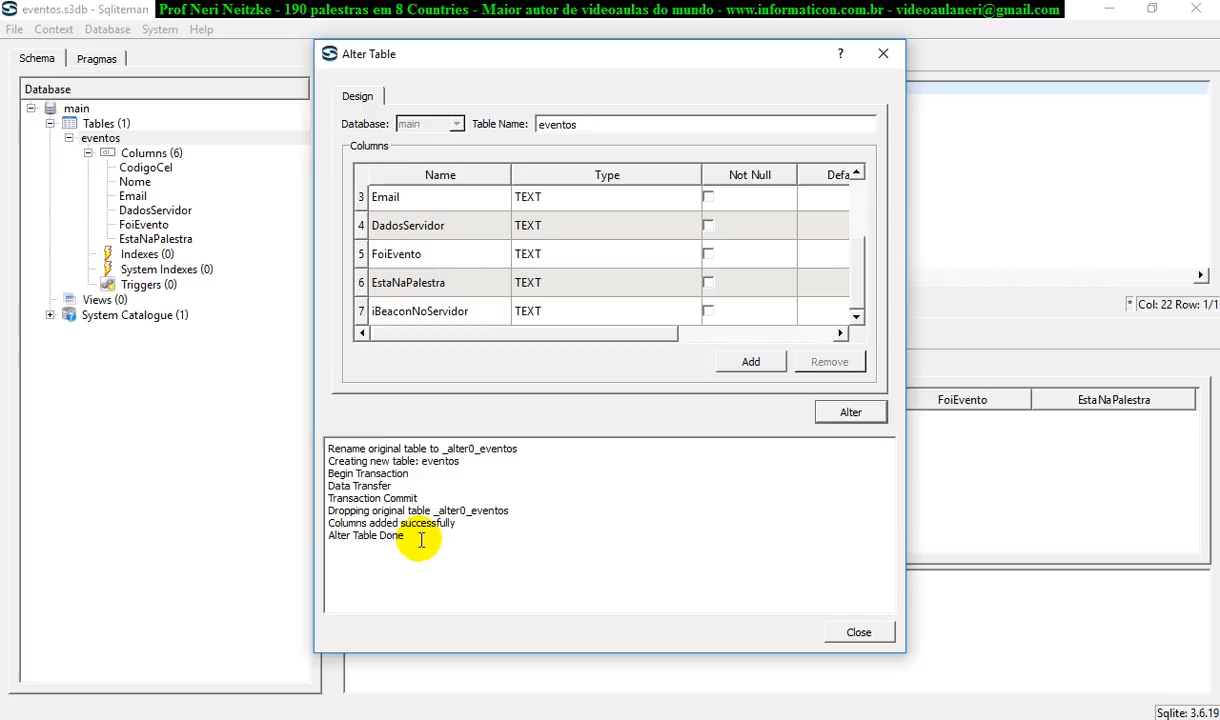 eventos.s3db - Sqliteman
Prof Neri Neitzke - 190 palestras em 8 Countries - Maior autor de videoaulas do mundo - www.informaticon.com.br - videoaulaneri@gmail.com
File Context Database System Help
Schema Pragmas
Database
main
Tables (1)
eventos
Columns (6)
CodigoCel
Nome
Email
DadosServidor
FoiEvento
EstaNaPalestra
Indexes (0)
System Indexes (0)
Triggers (0)
Views (0)
System Catalogue (1)
Alter Table ?
Design
Database: main Table Name: eventos
Columns
Name Type Not Null Defa
3 Email TEXT
4 DadosServidor TEXT
5 FoiEvento TEXT
6 EstaNaPalestra TEXT
7 iBeaconNoServidor TEXT
Add Remove
Alter
Rename original table to _alter0_eventos
Creating new table: eventos
Begin Transaction
Data Transfer
Transaction Commit
Dropping original table _alter0_eventos
Columns added successfully
Alter Table Done
Close
* Col: 22 Row: 1/1
FoiEvento EstaNaPalestra
Sqlite: 3.6.19